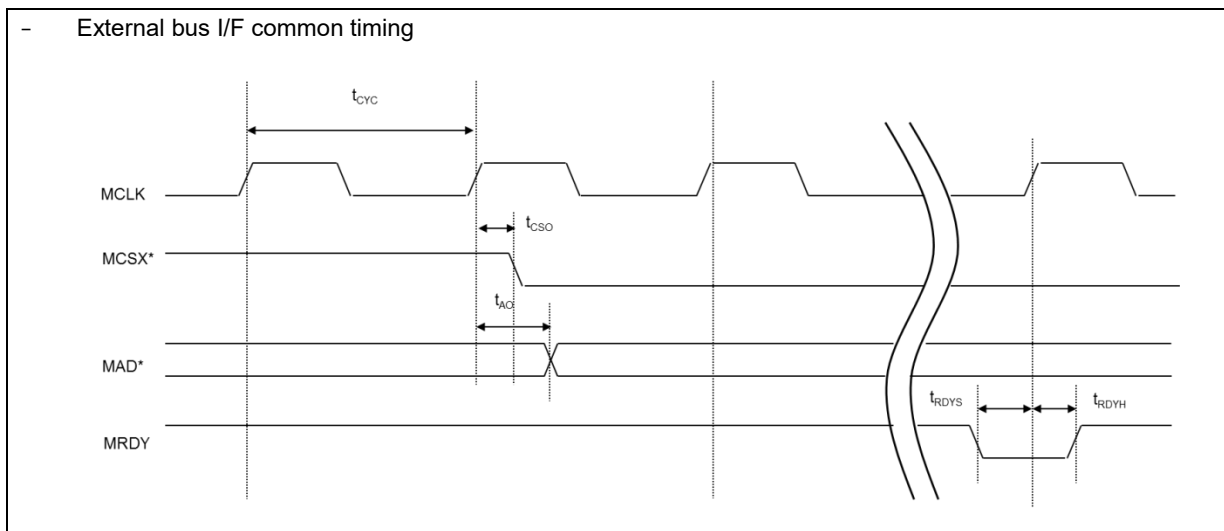 – External bus I/F common timing
tCYC
MCLK
tCSO
MCSX*
tAO
MAD*
tRDYS tRDYH
MRDY